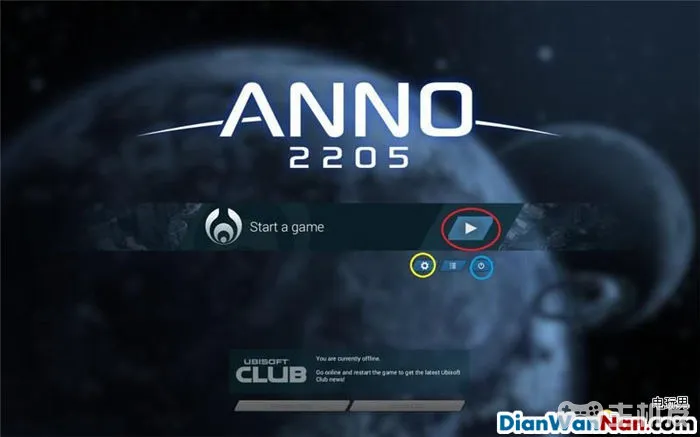 ANNO
2205
Start a game
UBISOFT
CLUB
You are currently offline.
Go online and restart the game to get the latest Ubisoft
Club news!
电玩男
DianWanNan.com